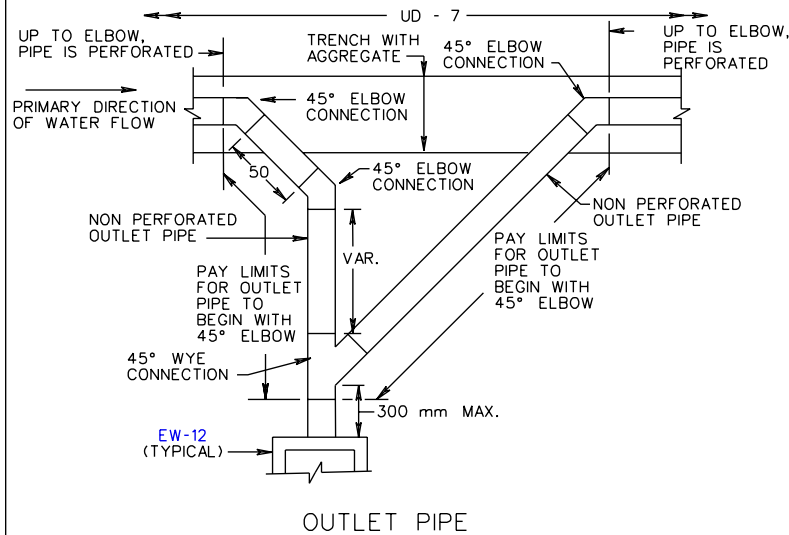 UD - 7
UP TO ELBOW,
PIPE IS PERFORATED
TRENCH WITH
AGGREGATE
45° ELBOW
CONNECTION
UP TO ELBOW,
PIPE IS
PERFORATED
PRIMARY DIRECTION
OF WATER FLOW
45° ELBOW
CONNECTION
50
45° ELBOW
CONNECTION
NON PERFORATED
OUTLET PIPE
NON PERFORATED
OUTLET PIPE
VAR.
PAY LIMITS
FOR OUTLET
PIPE TO
BEGIN WITH
45° ELBOW
PAY LIMITS
FOR OUTLET
PIPE TO
BEGIN WITH
45° ELBOW
45° WYE
CONNECTION
300 mm MAX.
EW-12
(TYPICAL)
OUTLET PIPE